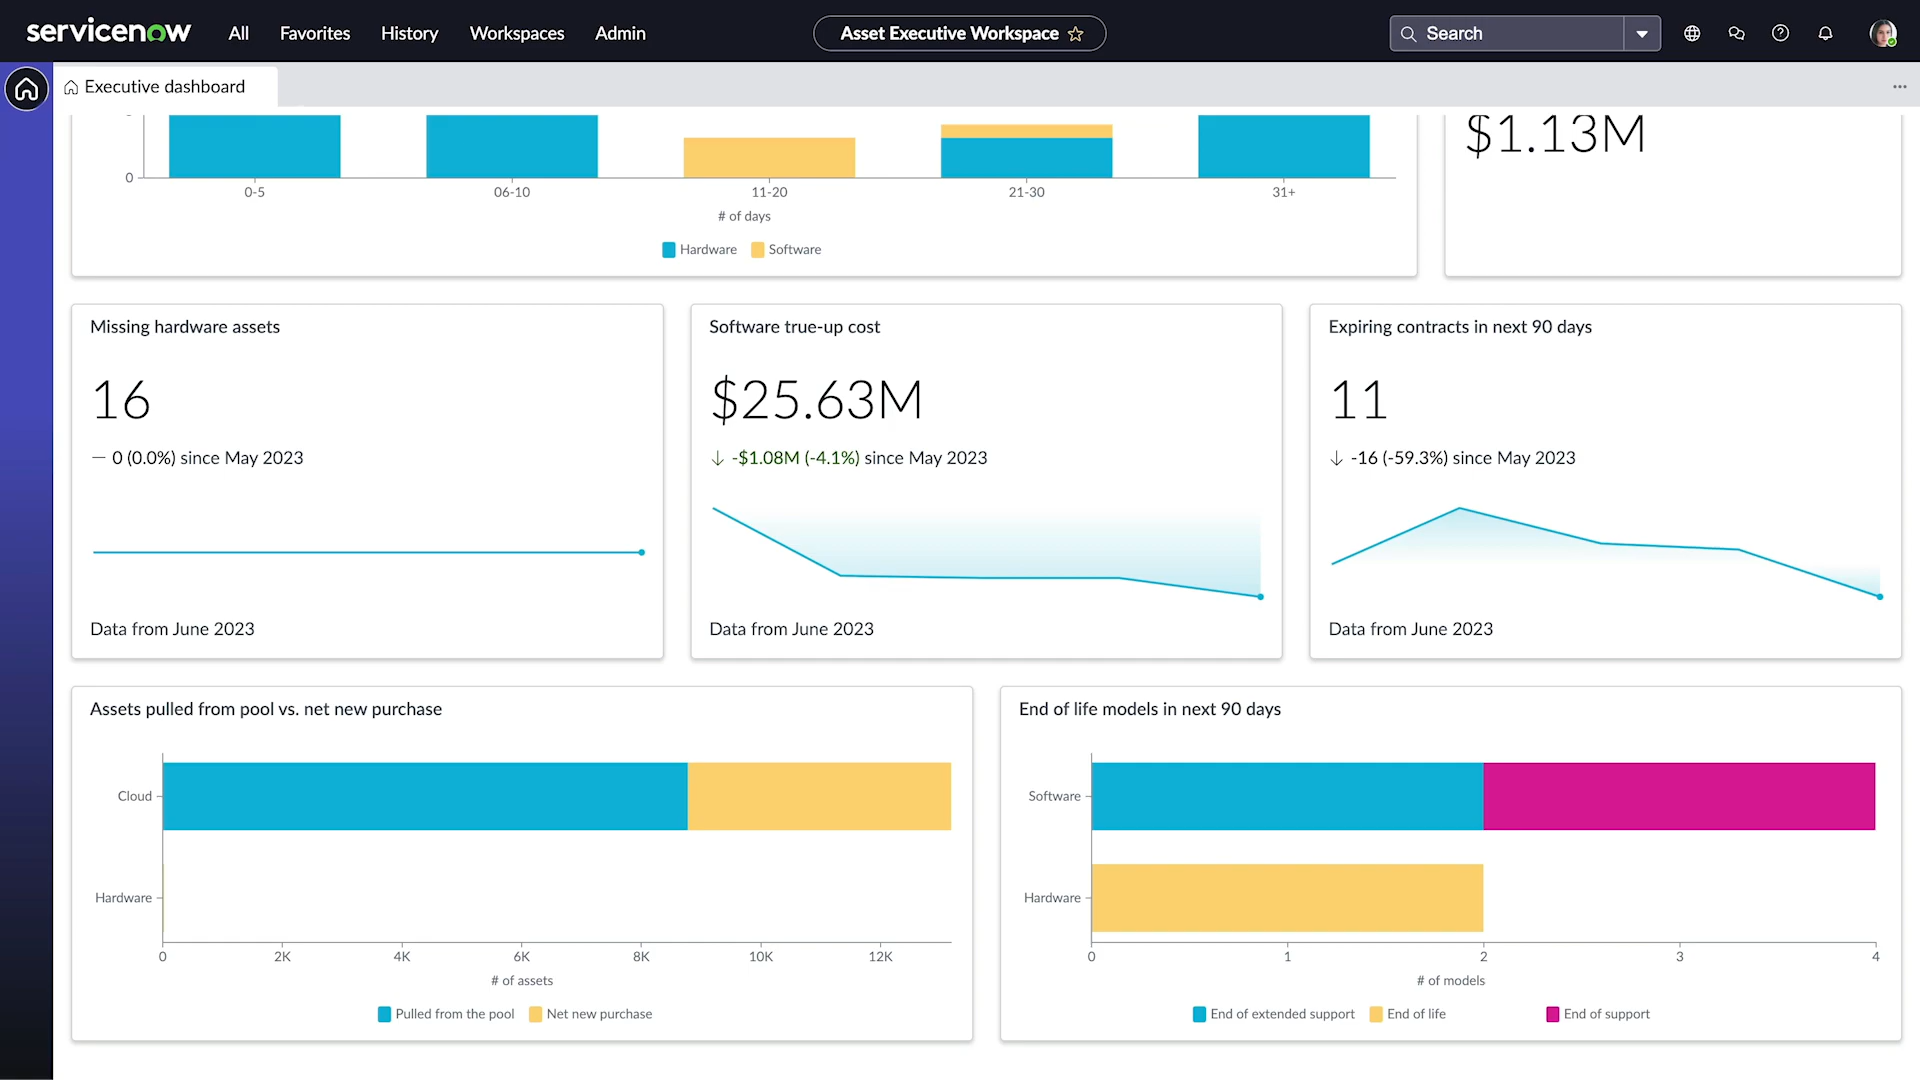 servicenow All Favorites History Workspaces Admin Asset Executive Workspace Search
Executive dashboard
$1.13M
0
0-5 06-10 11-20 21-30 31+
# of days
Hardware Software
Missing hardware assets
16
— 0 (0.0%) since May 2023
Data from June 2023
Software true-up cost
$25.63M
↓ -$1.08M (-4.1%) since May 2023
Data from June 2023
Expiring contracts in next 90 days
11
↓ -16 (-59.3%) since May 2023
Data from June 2023
Assets pulled from pool vs. net new purchase
Cloud
Hardware
0 2K 4K 6K 8K 10K 12K
# of assets
Pulled from the pool Net new purchase
End of life models in next 90 days
Software
Hardware
0 1 2 3 4
# of models
End of extended support End of life End of support